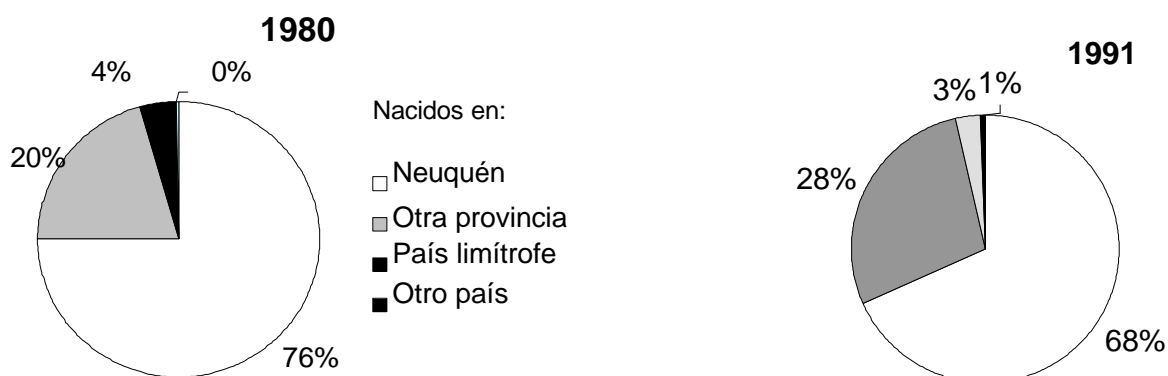 1980
4%
0%
20%
76%
Nacidos en:
Neuquén
Otra provincia
País limítrofe
Otro país
1991
3%
1%
28%
68%